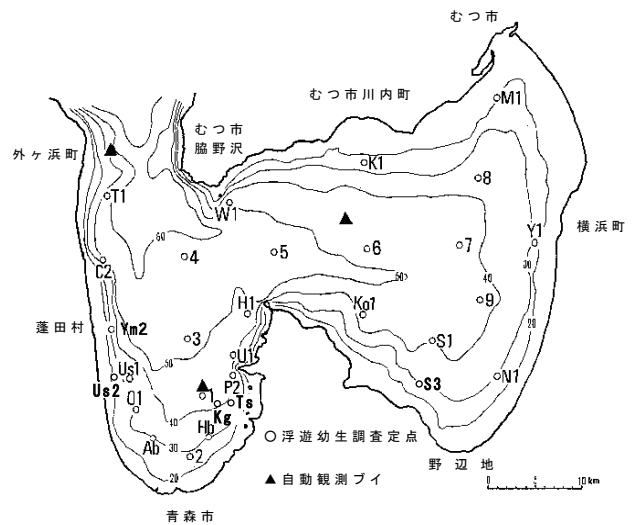 むつ市
むつ市川内町
M1
むつ市
脇野沢
外ヶ浜町
K1
8
T1
W1
横浜町
Y1
60
4
5
6
7
C2
50
40
30
20
9
H1
Ko1
蓬田村
Ym2
3
S1
U1
50
Us1
P2
Us2
S3
N1
1
Ts
O1
Kg
40
Hb
Ab
30
2
20
○浮遊幼生調査定点
野辺地
▲自動観測ブイ
0 5 10km
青森市